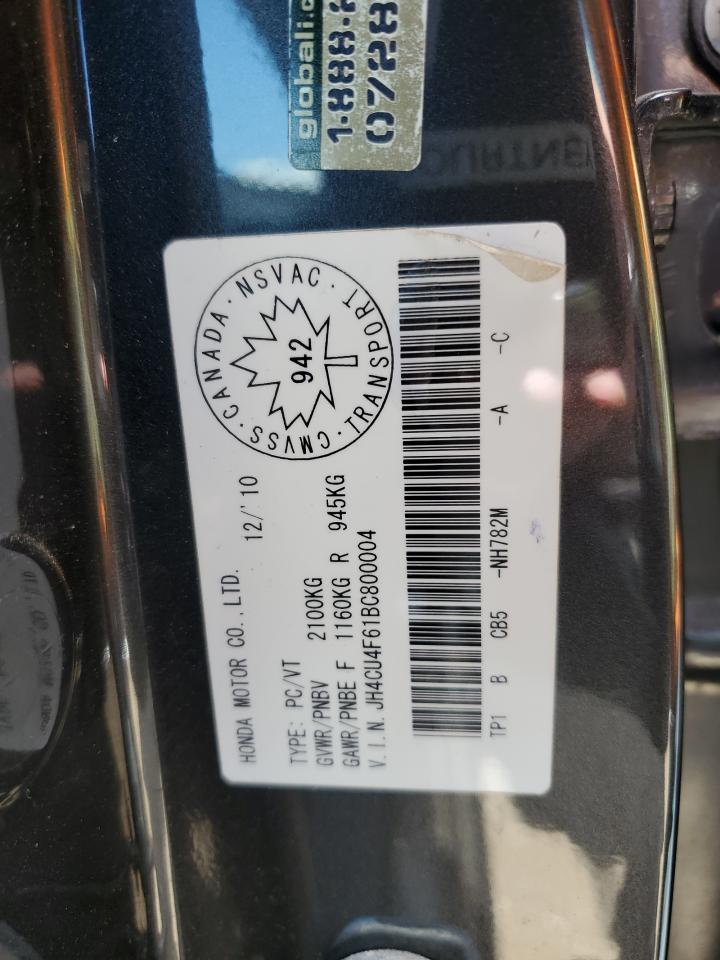 HONDA MOTOR CO.,LTD. 12/'10
TYPE: PC/VT
GVWR/PNBV 2100KG
GAWR/PNBE F 1160KG R 945KG
V.I.N. JH4CU4F61BC800004
TP1 B CB5 -NH782M -A -C
CMVSS · CANADA · NSVAC · TRANSPORT
942
globali.c
1-888-
0728